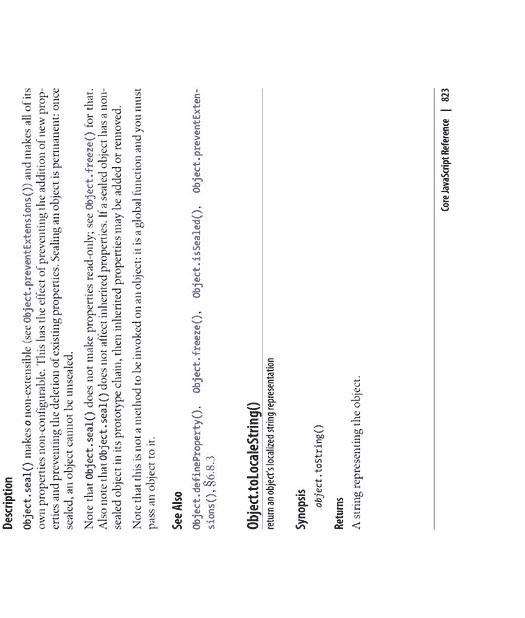 Description
Object.seal() makes o non-extensible (see Object.preventExtensions()) and makes all of its
own properties non-configurable. This has the effect of preventing the addition of new prop-
erties and preventing the deletion of existing properties. Sealing an object is permanent: once
sealed, an object cannot be unsealed.
Note that Object.seal() does not make properties read-only; see Object.freeze() for that.
Also note that Object.seal() does not affect inherited properties. If a sealed object has a non-
sealed object in its prototype chain, then inherited properties may be added or removed.
Note that this is not a method to be invoked on an object: it is a global function and you must
pass an object to it.
See Also
Object.defineProperty(), Object.freeze(), Object.isSealed(), Object.preventExten-
sions(), §6.8.3
Object.toLocaleString()
return an object's localized string representation
Synopsis
object.toString()
Returns
A string representing the object.
Core JavaScript Reference | 823